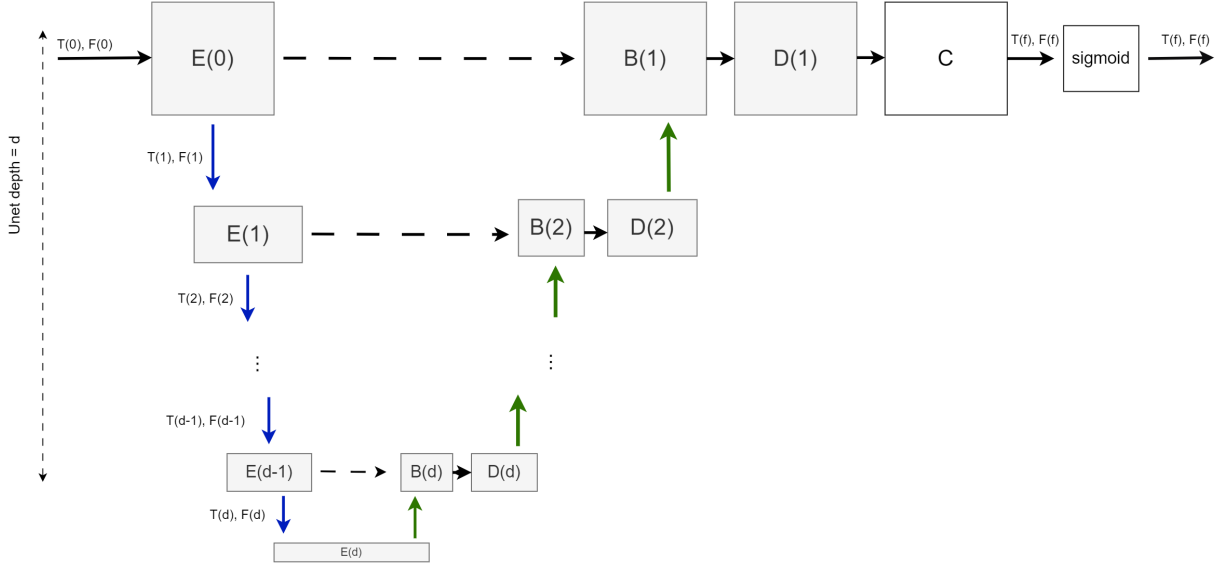 T(0), F(0)
E(0)
B(1)
D(1)
C
T(f), F(f)
sigmoid
T(f), F(f)
Unet depth = d
T(1), F(1)
E(1)
B(2)
D(2)
T(2), F(2)
...
...
T(d-1), F(d-1)
E(d-1)
B(d)
D(d)
T(d), F(d)
E(d)